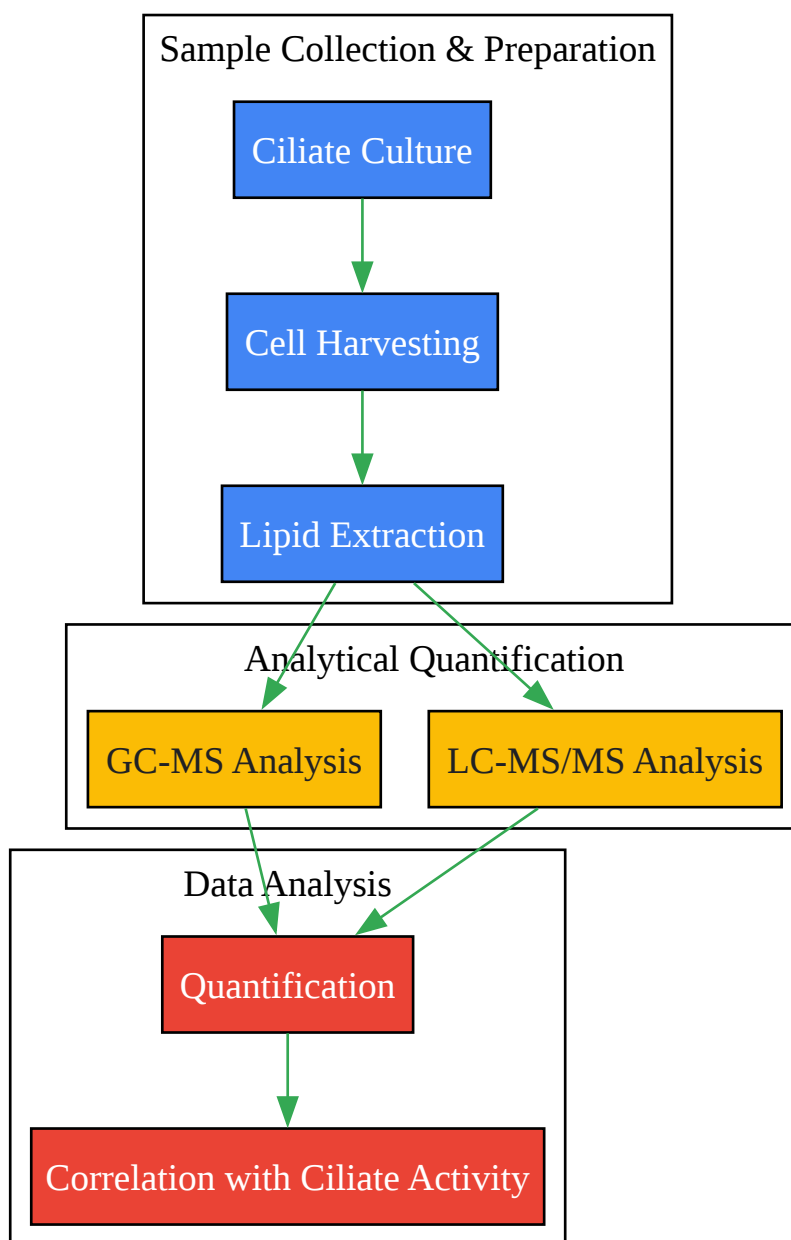 Sample Collection & Preparation
Ciliate Culture
Cell Harvesting
Lipid Extraction
Analytical Quantification
GC-MS Analysis
LC-MS/MS Analysis
Data Analysis
Quantification
Correlation with Ciliate Activity